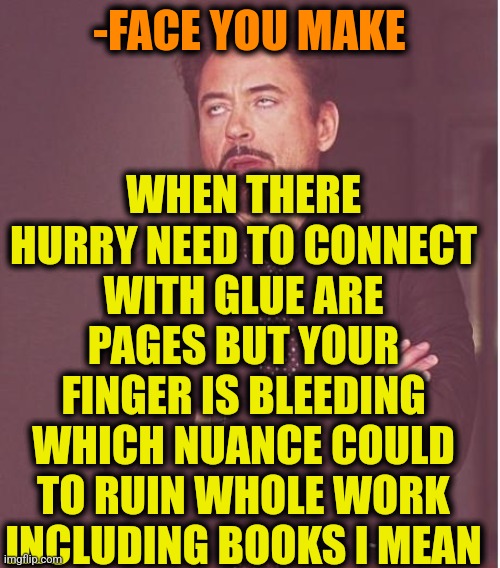 -FACE YOU MAKE
WHEN THERE
HURRY NEED TO CONNECT
WITH GLUE ARE
PAGES BUT YOUR
FINGER IS BLEEDING
WHICH NUANCE COULD
TO RUIN WHOLE WORK
INCLUDING BOOKS I MEAN
imgflip.com